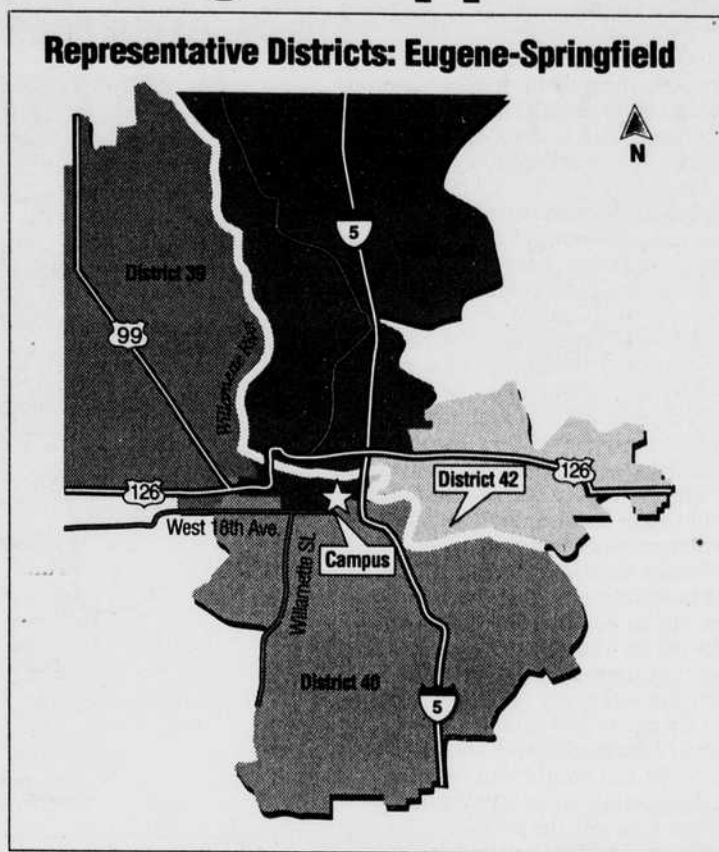 Representative Districts: Eugene-Springfield
N
5
District 39
99
Willamette River
126
District 42
126
West 18th Ave.
Willamette St.
Campus
District 40
5